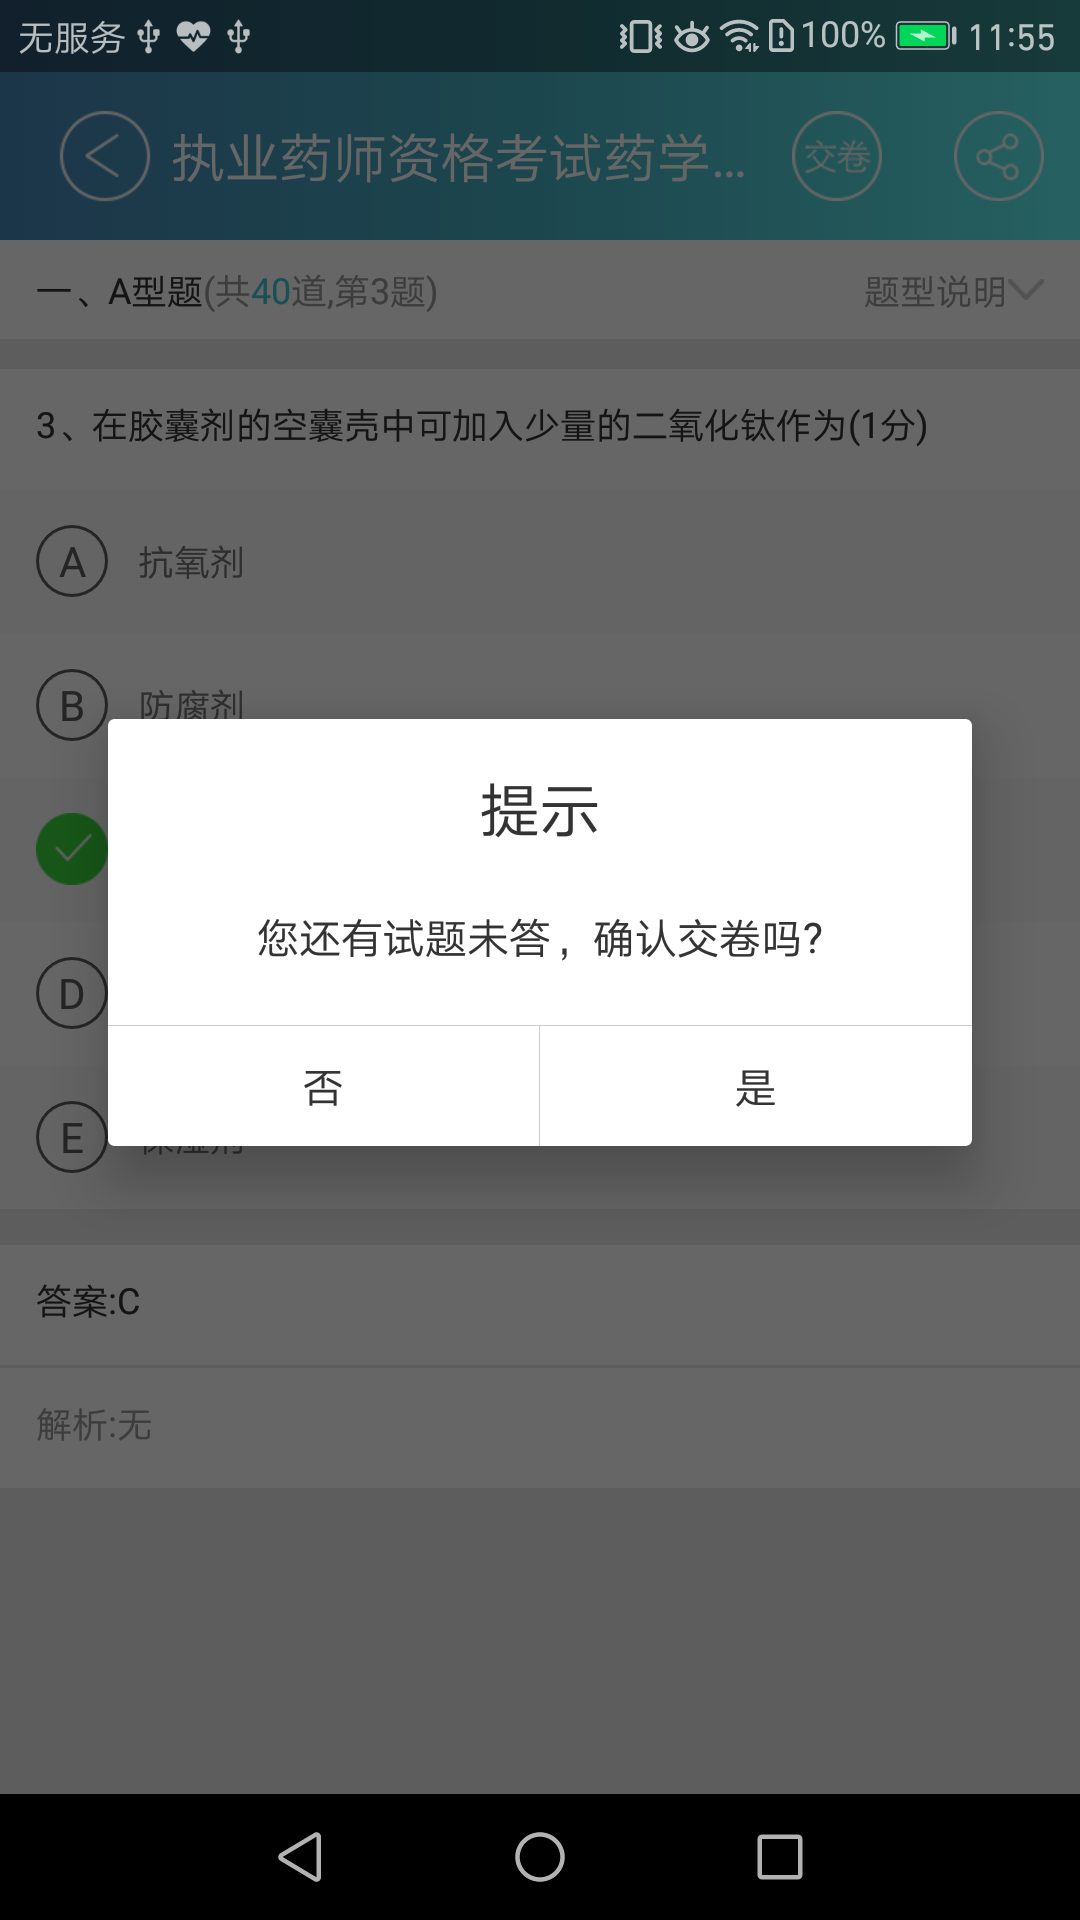 无服务 100% 11:55
执业药师资格考试药学... 交卷
一、A型题(共40道,第3题) 题型说明
3、在胶囊剂的空囊壳中可加入少量的二氧化钛作为(1分)
A 抗氧剂
B 防腐剂
提示
您还有试题未答，确认交卷吗?
D
否 是
E 保湿剂
答案:C
解析:无